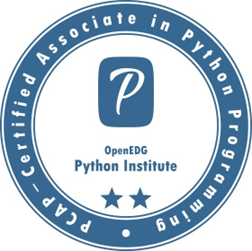 PCAP-Certified Associate in Python Programming
P
OpenEDG
Python Institute